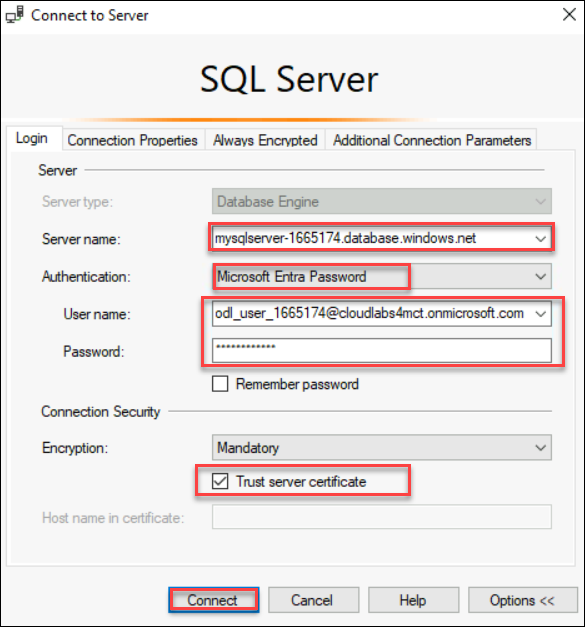 Connect to Server
SQL Server
Login Connection Properties Always Encrypted Additional Connection Parameters
Server
Server type: Database Engine
Server name: mysqlserver-1665174.database.windows.net
Authentication: Microsoft Entra Password
User name: odl_user_1665174@cloudlabs4mct.onmicrosoft.com
Password: ************
Remember password
Connection Security
Encryption: Mandatory
Trust server certificate
Host name in certificate:
Connect Cancel Help Options <<